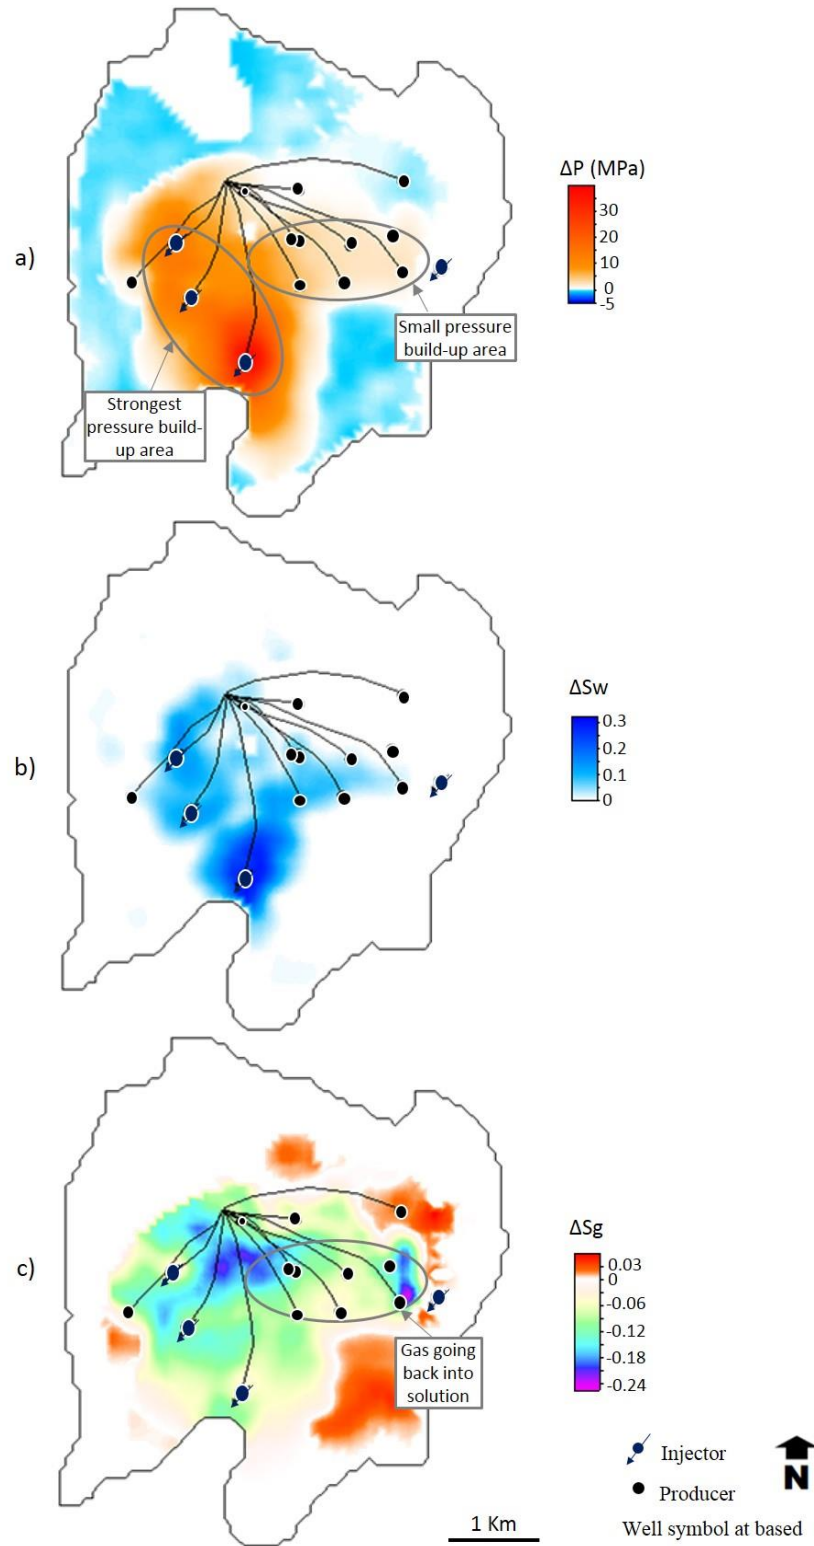 ΔP (MPa)
30
20
10
0
-5
a)
Small pressure
build-up area
Strongest
pressure build-
up area
ΔSw
0.3
0.1
0
b)
ΔSg
0.03
0
-0.06
-0.12
-0.18
-0.24
c)
Gas going
back into
solution
Injector
Producer
N
1 Km
Well symbol at based